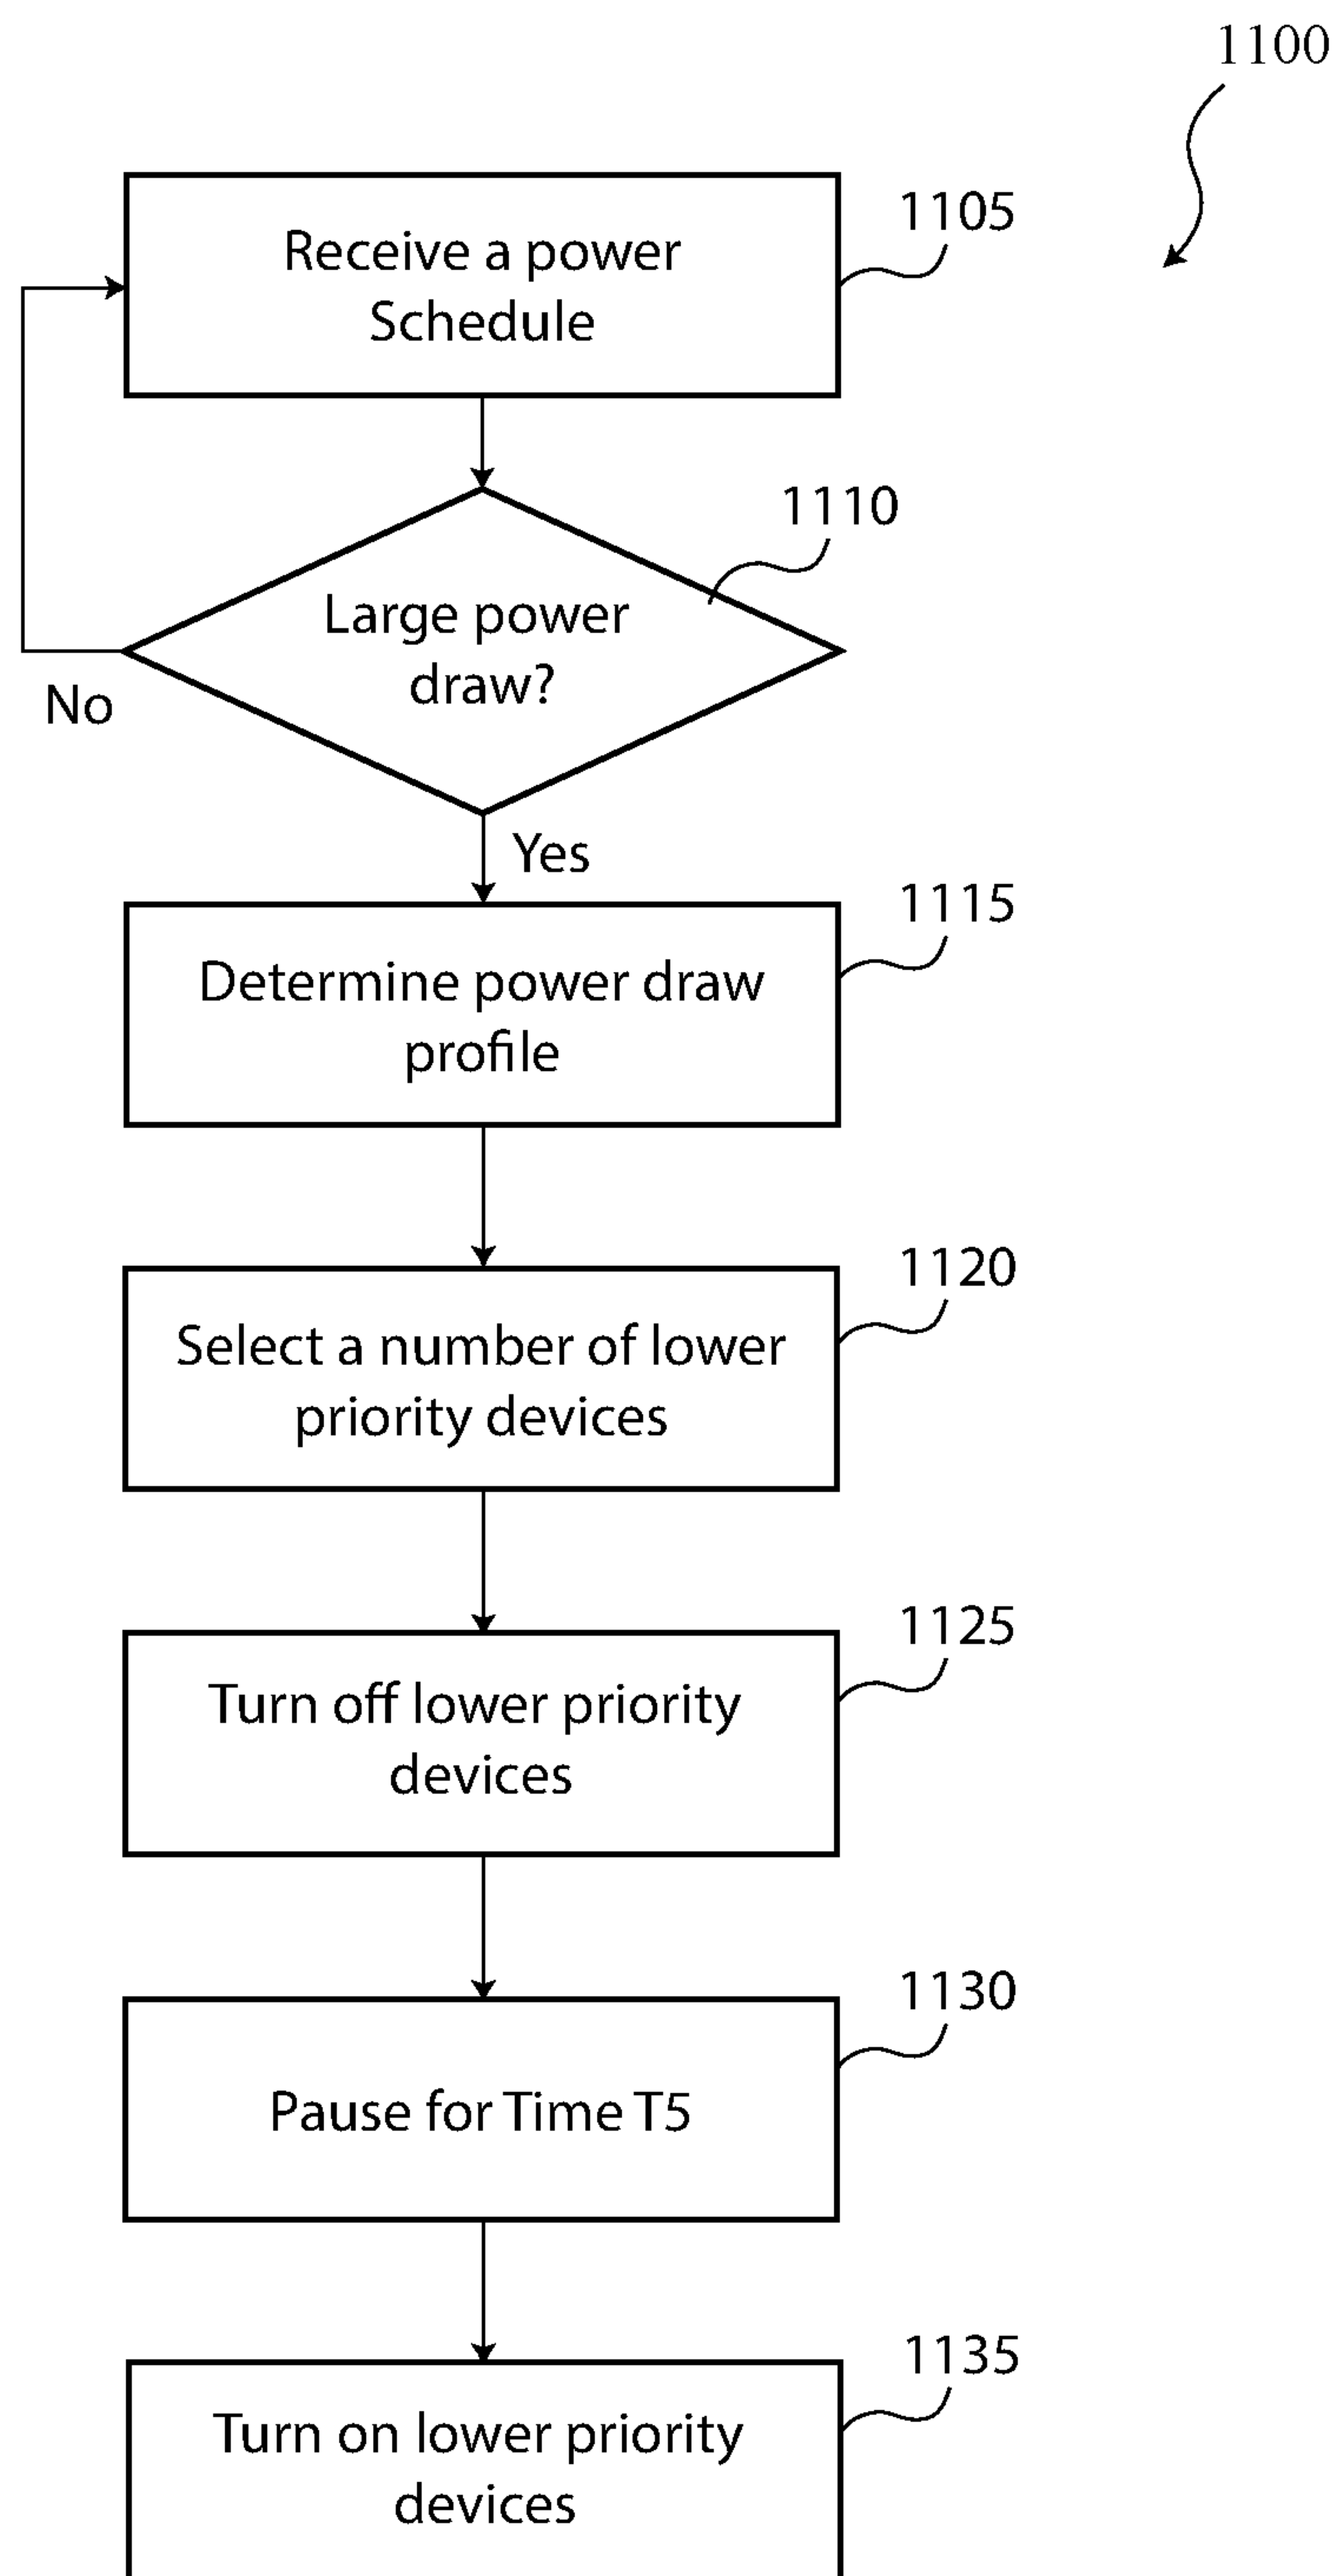 1100
Receive a power
Schedule
1105
Large power
draw?
1110
No
Yes
Determine power draw
profile
1115
Select a number of lower
priority devices
1120
Turn off lower priority
devices
1125
Pause for Time T5
1130
Turn on lower priority
devices
1135